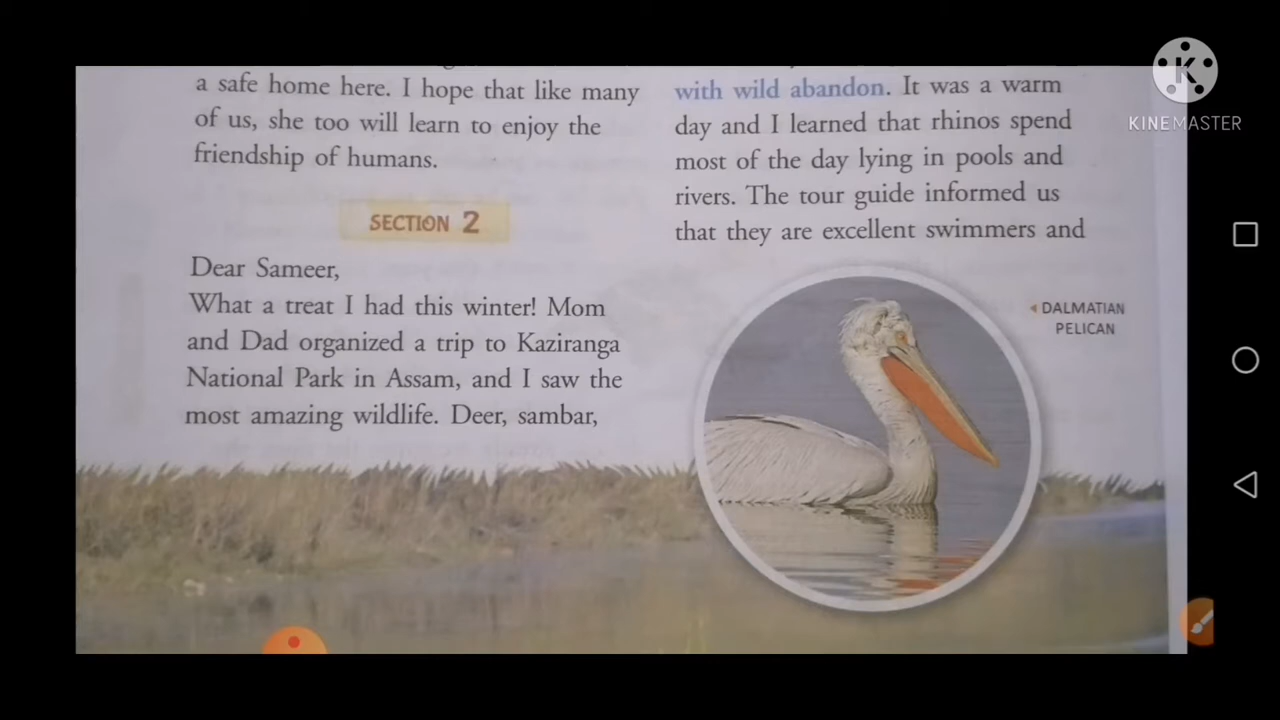 a safe home here. I hope that like many
of us, she too will learn to enjoy the
friendship of humans.
SECTION 2
Dear Sameer,
What a treat I had this winter! Mom
and Dad organized a trip to Kaziranga
National Park in Assam, and I saw the
most amazing wildlife. Deer, sambar,
with wild abandon. It was a warm
day and I learned that rhinos spend
most of the day lying in pools and
rivers. The tour guide informed us
that they are excellent swimmers and
DALMATIAN
PELICAN
K
KINEMASTER